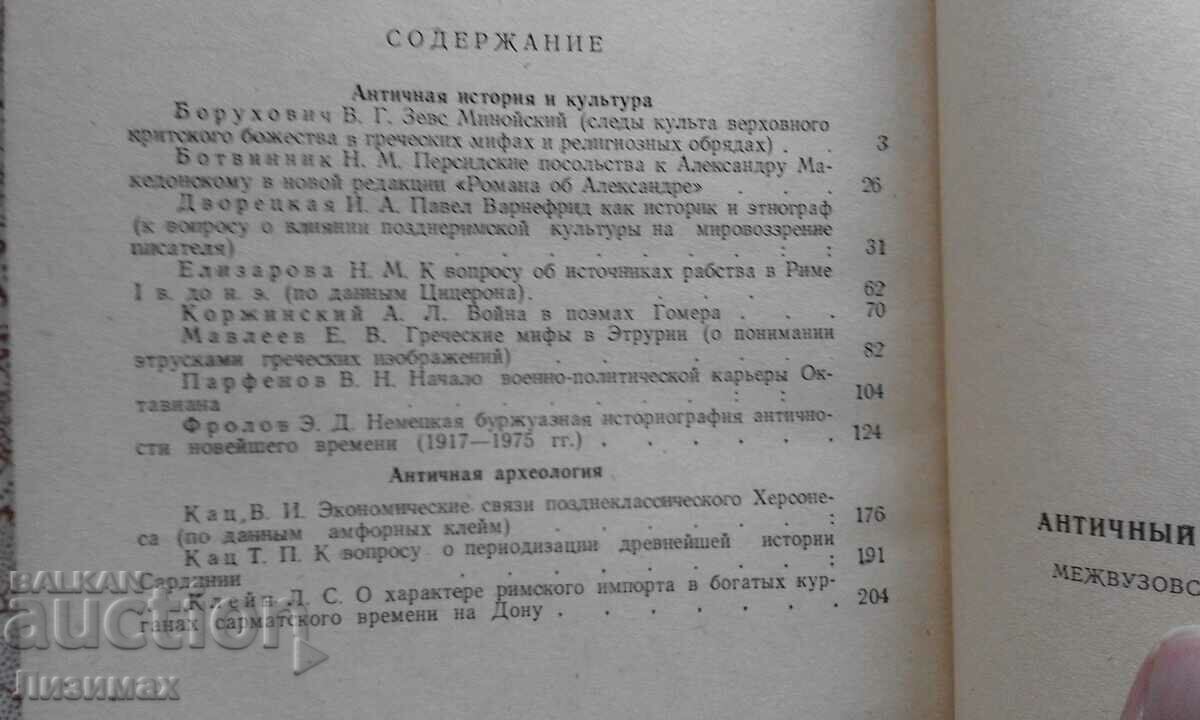 СОДЕРЖАНИЕ
Античная история и культура
Борухович В. Г. Зевс Минойский (следы культа верховного
критского божества в греческих мифах и религиозных обрядах) . . 3
Ботвинник Н. М. Персидские посольства к Александру Ма-
кедонскому в новой редакции «Романа об Александре» . . . 26
Дворецкая И. А. Павел Варнефрид как историк и этнограф
(к вопросу о влиянии позднеримской культуры на мировоззрение
писателя) . . . . . . . . . : : 31
Елизарова Н. М. К вопросу об источниках рабства в Риме
I в. до н. э. (по данным Цицерона). . . . . 62
Коржинский А. Л. Война в поэмах Гомера . . . 70
Мавлеев Е. В. Греческие мифы в Этрурии (о понимании
этрусками греческих изображений) . . . . . . . 82
Парфенов В. Н. Начало военно-политической карьеры Ок-
тавиана . . . . . . . : : 104
Фролов Э. Д. Немецкая буржуазная историография антично-
сти новейшего времени (1917—1975 гг.) . . . . . . 124
Античная археология
Кац В. И. Экономические связи позднеклассического Херсоне-
са (по данным амфорных клейм) . . . . . . : 176
Кац Т. П. К вопросу о периодизации древнейшей истории
Сардинии . . . . . . . . : 191
Клейн Л. С. О характере римского импорта в богатых кур-
ганах сарматского времени на Дону . . . . . . . 204
АНТИЧНЫЙ
МЕЖВУЗОВС
BALKAN
auction
лизимах